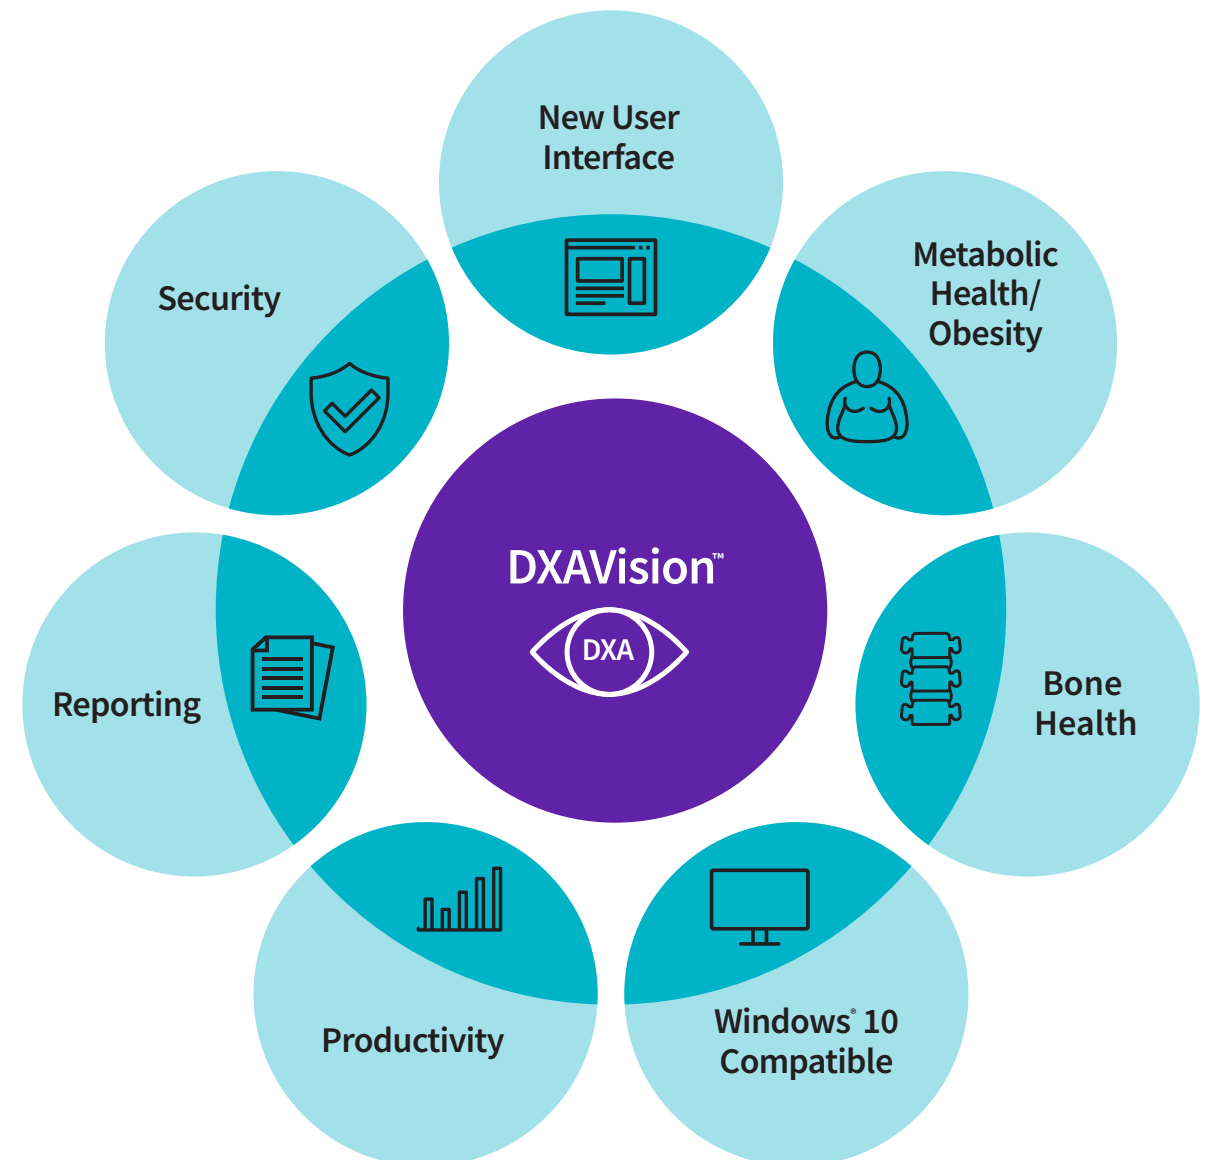 New User
Interface
Metabolic
Health/
Obesity
Security
DXAVision™
DXA
Bone
Health
Reporting
Windows® 10
Compatible
Productivity